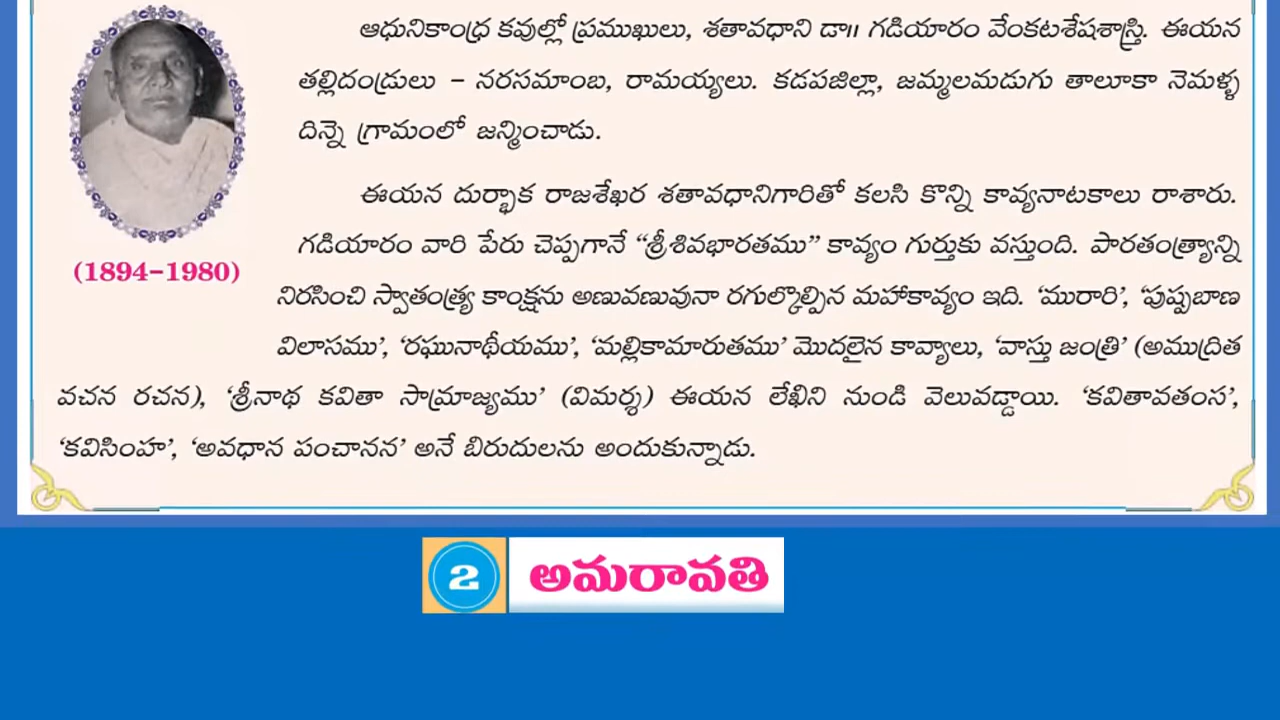 ఆధునికాంధ్ర కవుల్లో ప్రముఖులు, శతావధాని డా॥ గడియారం వేంకటశేషశాస్త్రి. ఈయన
తల్లిదండ్రులు – నరసమాంబ, రామయ్యలు. కడపజిల్లా, జమ్మలమడుగు తాలూకా నెమళ్ళ
దిన్నె గ్రామంలో జన్మించాడు.
ఈయన దుర్భాక రాజశేఖర శతావధానిగారితో కలసి కొన్ని కావ్యనాటకాలు రాశారు.
గడియారం వారి పేరు చెప్పగానే “శ్రీశివభారతము” కావ్యం గుర్తుకు వస్తుంది. పారతంత్ర్యాన్ని
(1894–1980)
నిరసించి స్వాతంత్ర్య కాంక్షను అణువణువునా రగుల్కొల్పిన మహాకావ్యం ఇది. ‘మురారి’, ‘పుష్పబాణ
విలాసము’, ‘రఘునాథీయము’, ‘మల్లికామారుతము’ మొదలైన కావ్యాలు, ‘వాస్తు జంత్రి’ (అముద్రిత
వచన రచన), ‘శ్రీనాథ కవితా సామ్రాజ్యము’ (విమర్శ) ఈయన లేఖిని నుండి వెలువడ్డాయి. ‘కవితావతంస’,
‘కవిసింహ’, ‘అవధాన పంచానన’ అనే బిరుదులను అందుకున్నాడు.
2 అమరావతి